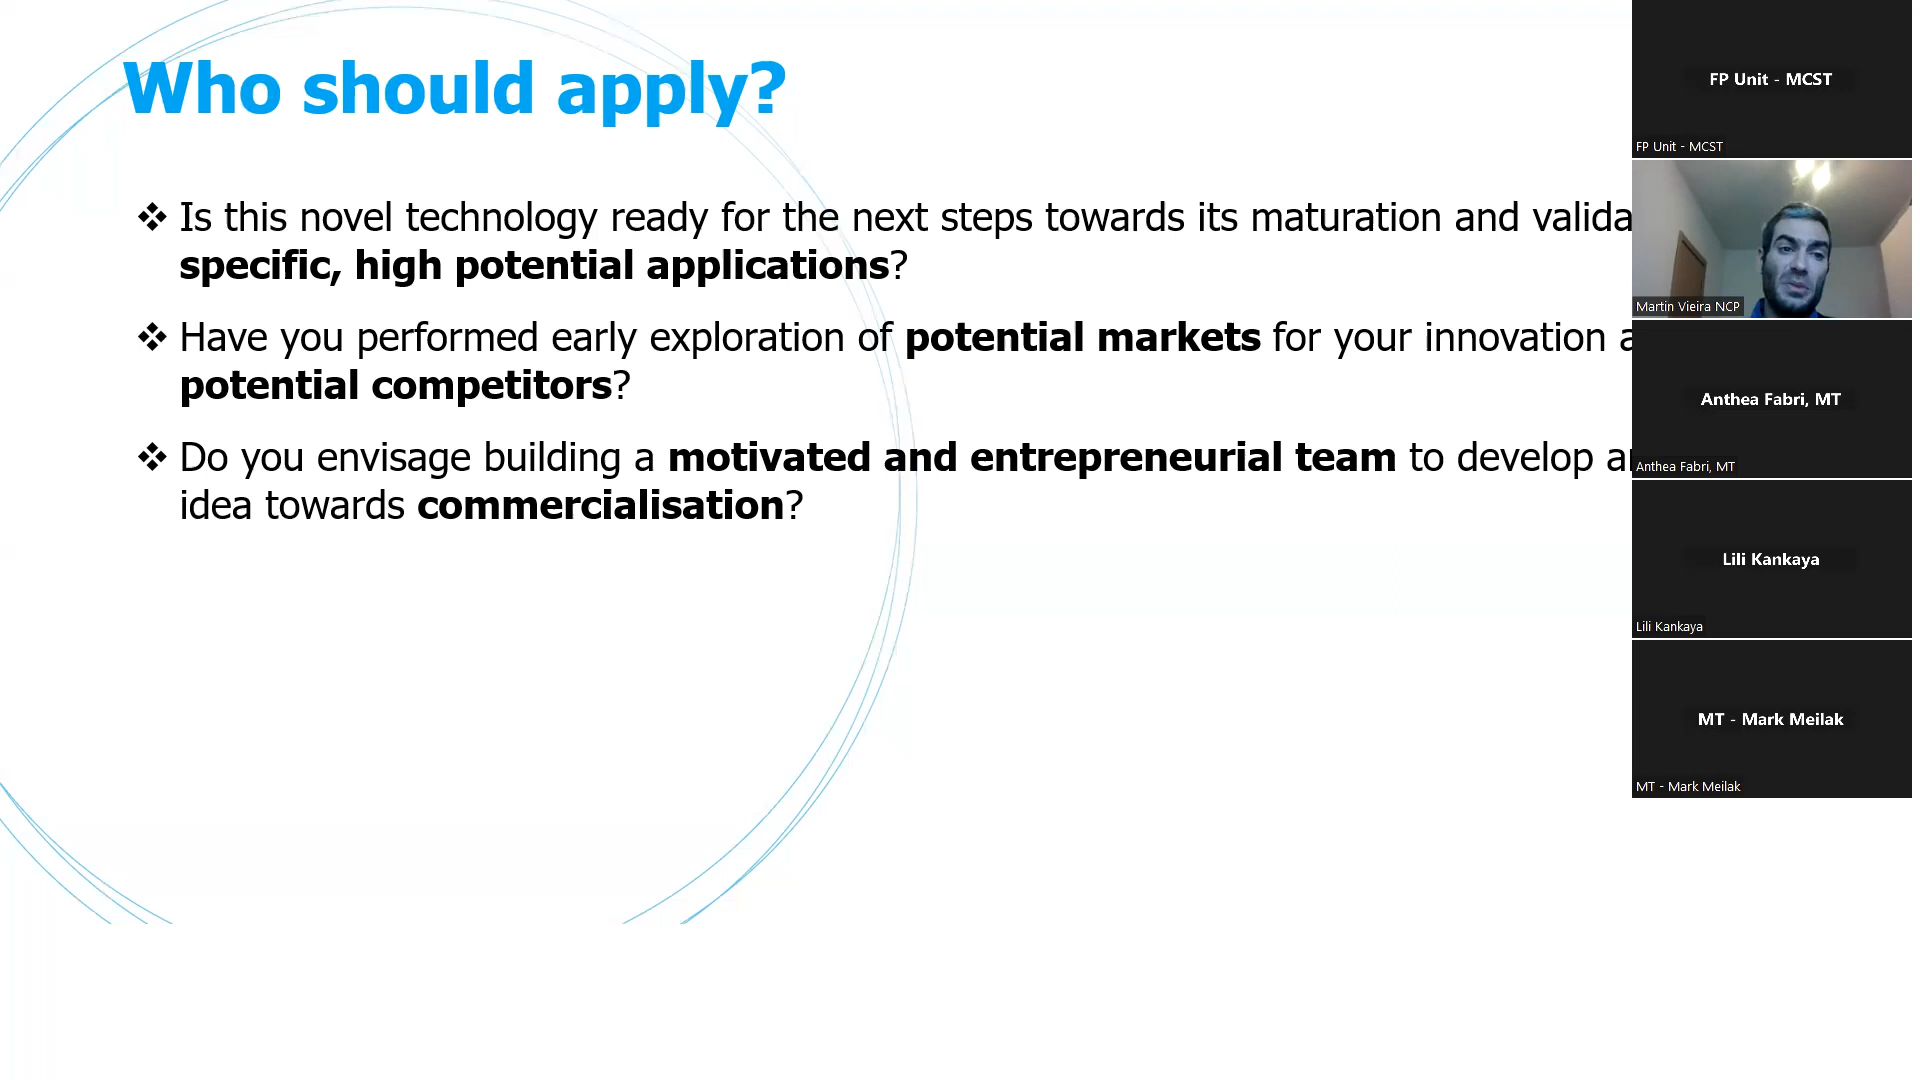 Who should apply?
❖ Is this novel technology ready for the next steps towards its maturation and valida
specific, high potential applications?
❖ Have you performed early exploration of potential markets for your innovation a
potential competitors?
❖ Do you envisage building a motivated and entrepreneurial team to develop an
idea towards commercialisation?
FP Unit - MCST
FP Unit - MCST
Martin Vieira NCP
Anthea Fabri, MT
Anthea Fabri, MT
Lili Kankaya
Lili Kankaya
MT - Mark Meilak
MT - Mark Meilak